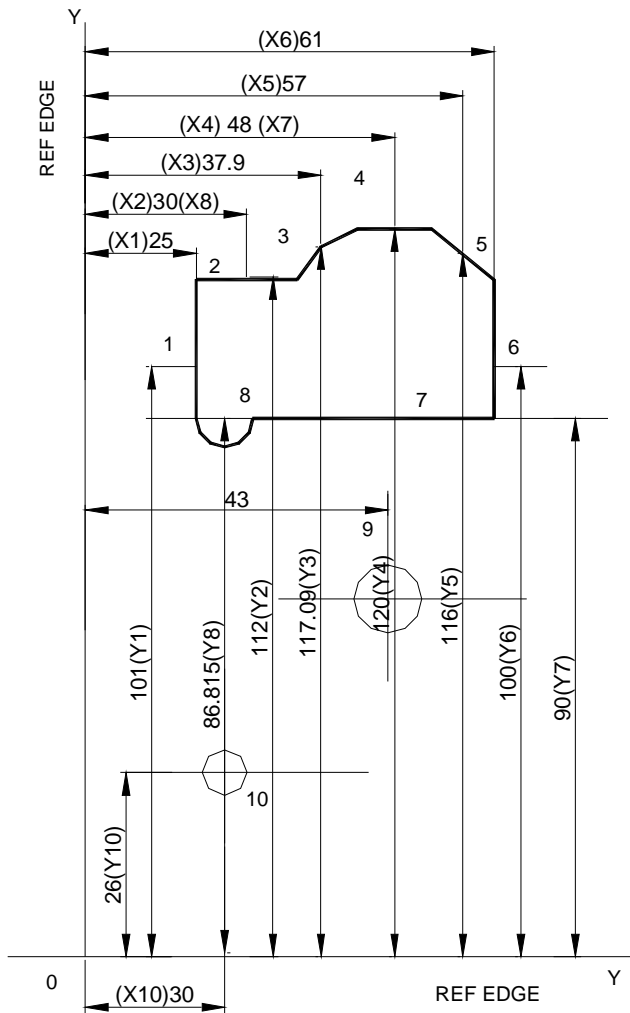 Y
(X6)61
(X5)57
REF EDGE
(X4) 48 (X7)
(X3)37.9
4
(X2)30(X8)
3
(X1)25
5
2
1
6
8
7
43
9
101(Y1)
86.815(Y8)
112(Y2)
117.09(Y3)
120(Y4)
116(Y5)
100(Y6)
90(Y7)
10
26(Y10)
0
Y
(X10)30
REF EDGE